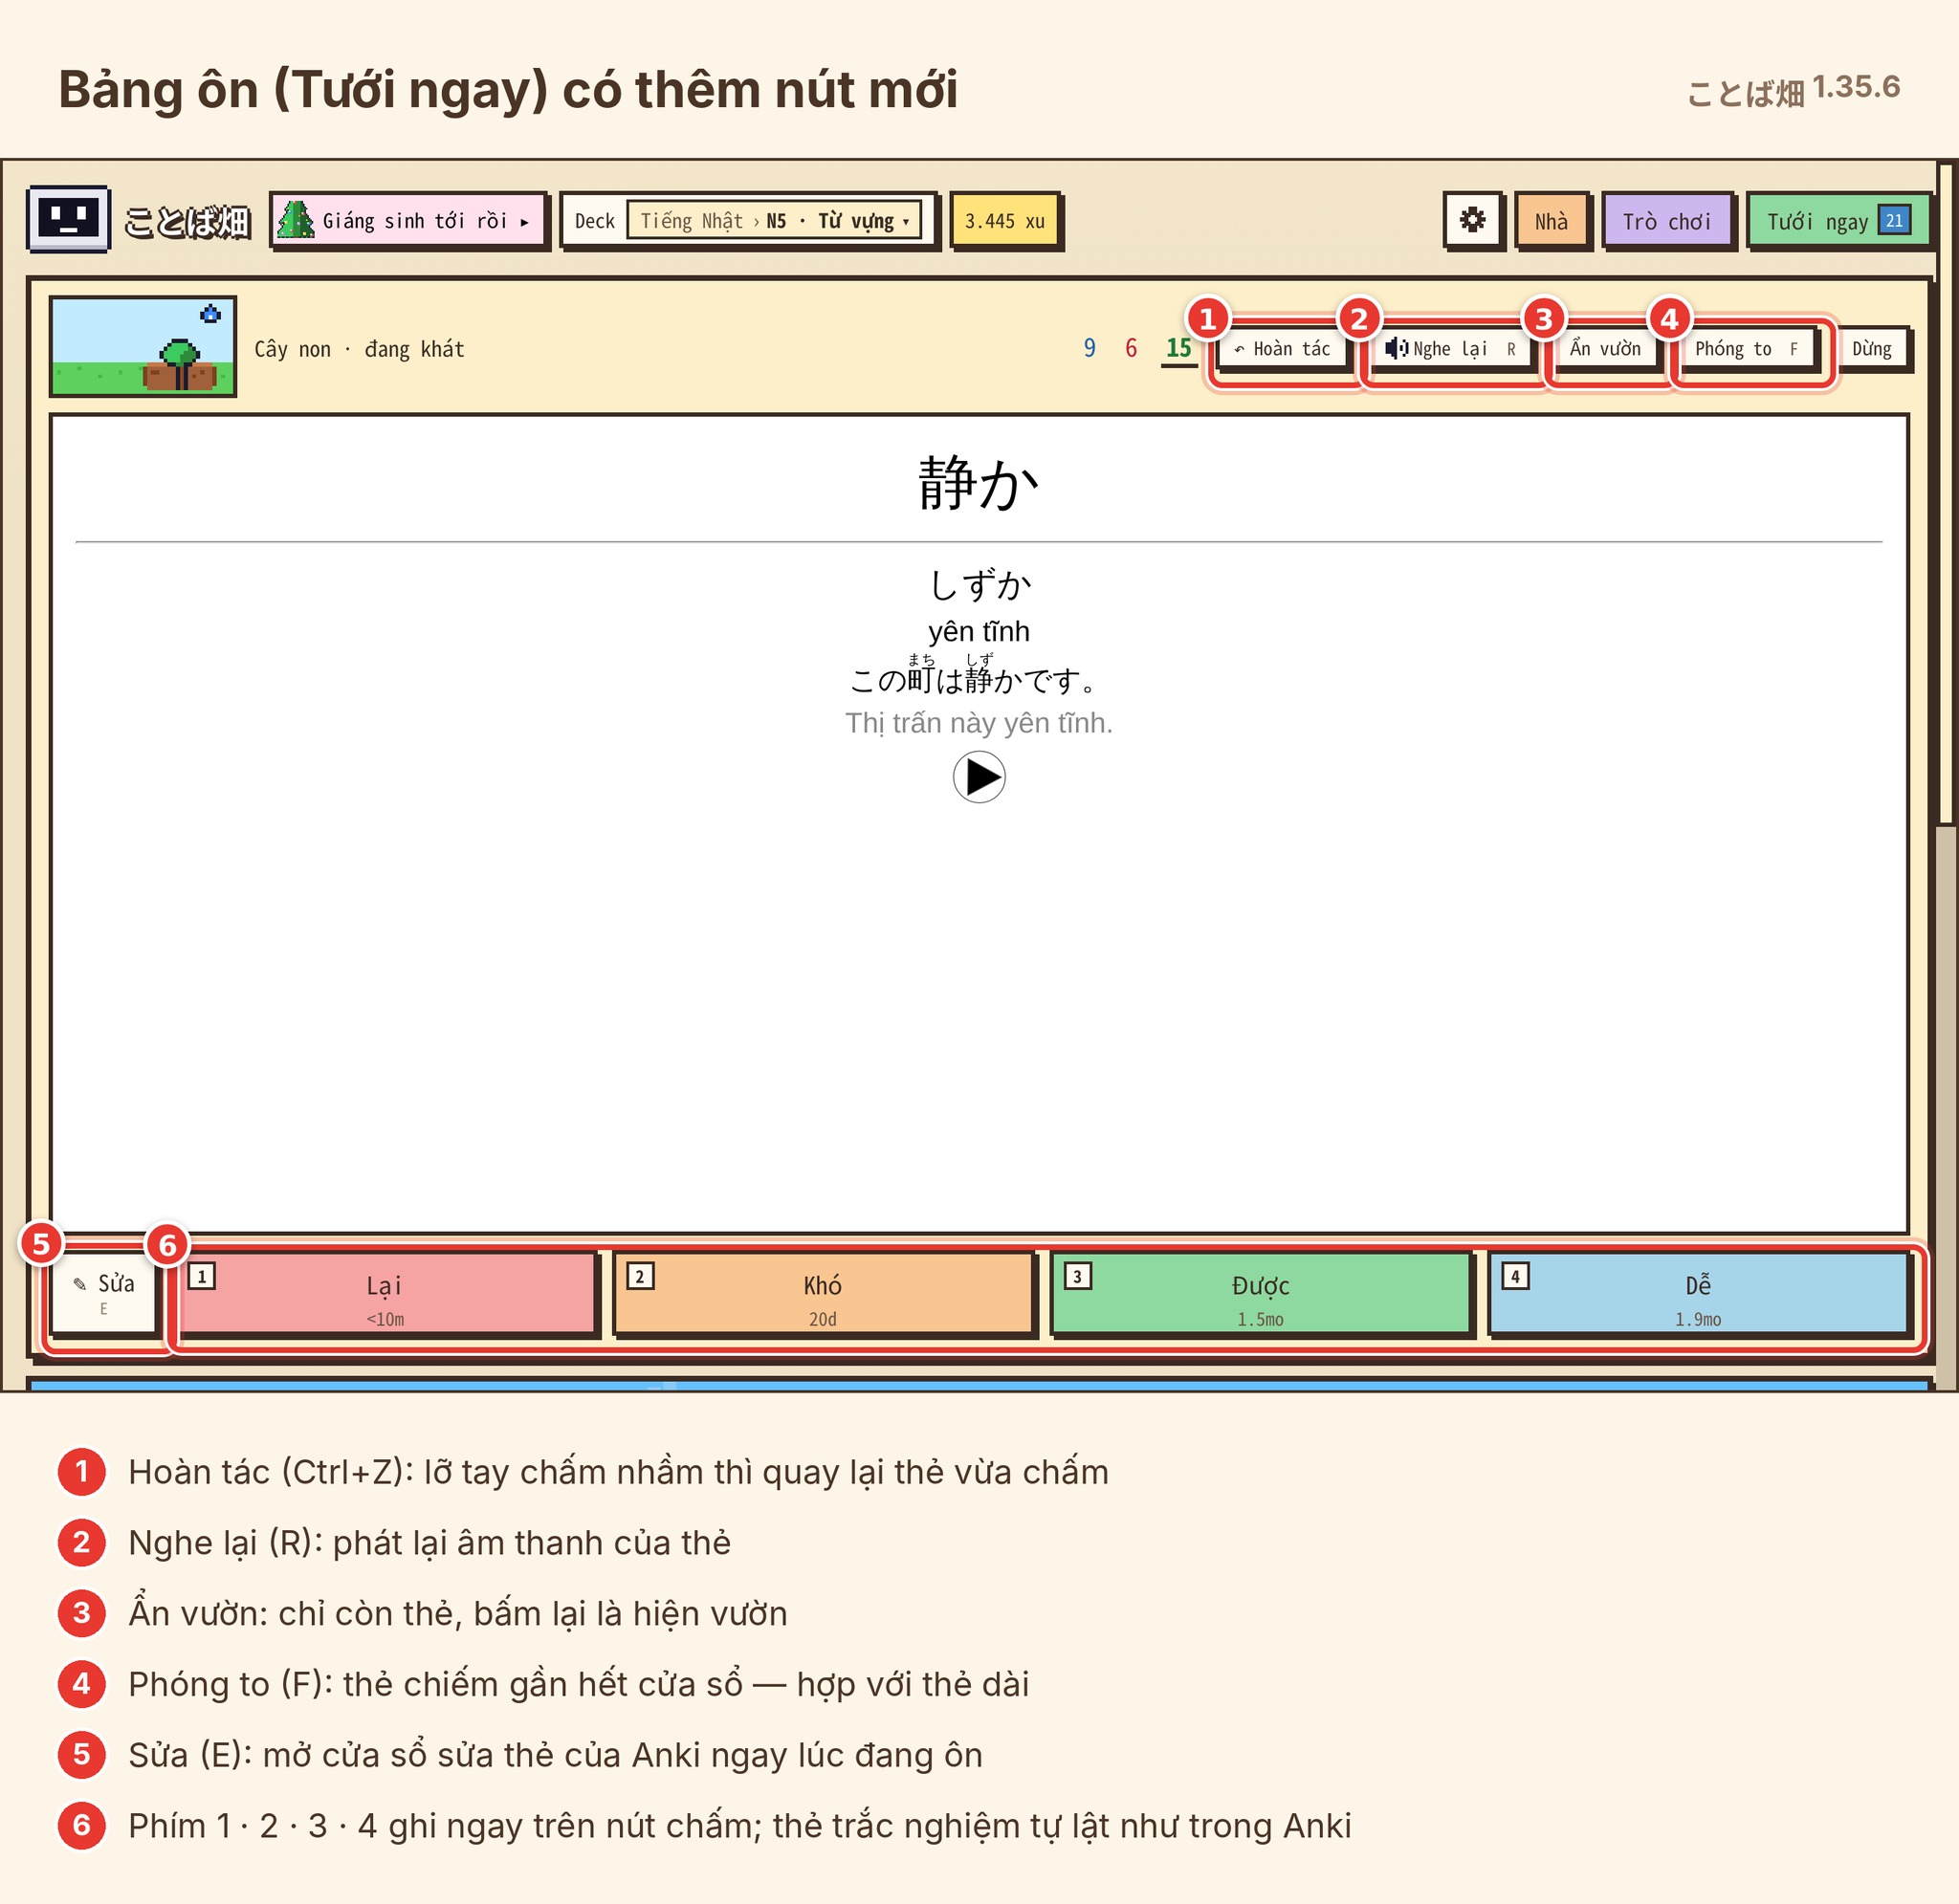 Bảng ôn (Tưới ngay) có thêm nút mới
ことば畑 1.35.6
ことば畑
Giáng sinh tới rồi ▸
Deck Tiếng Nhật › N5 · Từ vựng ▾
3.445 xu
Nhà
Trò chơi
Tưới ngay 21
Cây non · đang khát
9 6 15
1 2 3 4
↶ Hoàn tác
Nghe lại R
Ẩn vườn
Phóng to F
Dừng
静か
しずか
yên tĩnh
まち しず
この町は静かです。
Thị trấn này yên tĩnh.
5 6
✎ Sửa
E
1 Lại
<10m
2 Khó
20d
3 Được
1.5mo
4 Dễ
1.9mo
1 Hoàn tác (Ctrl+Z): lỡ tay chấm nhầm thì quay lại thẻ vừa chấm
2 Nghe lại (R): phát lại âm thanh của thẻ
3 Ẩn vườn: chỉ còn thẻ, bấm lại là hiện vườn
4 Phóng to (F): thẻ chiếm gần hết cửa sổ — hợp với thẻ dài
5 Sửa (E): mở cửa sổ sửa thẻ của Anki ngay lúc đang ôn
6 Phím 1 · 2 · 3 · 4 ghi ngay trên nút chấm; thẻ trắc nghiệm tự lật như trong Anki